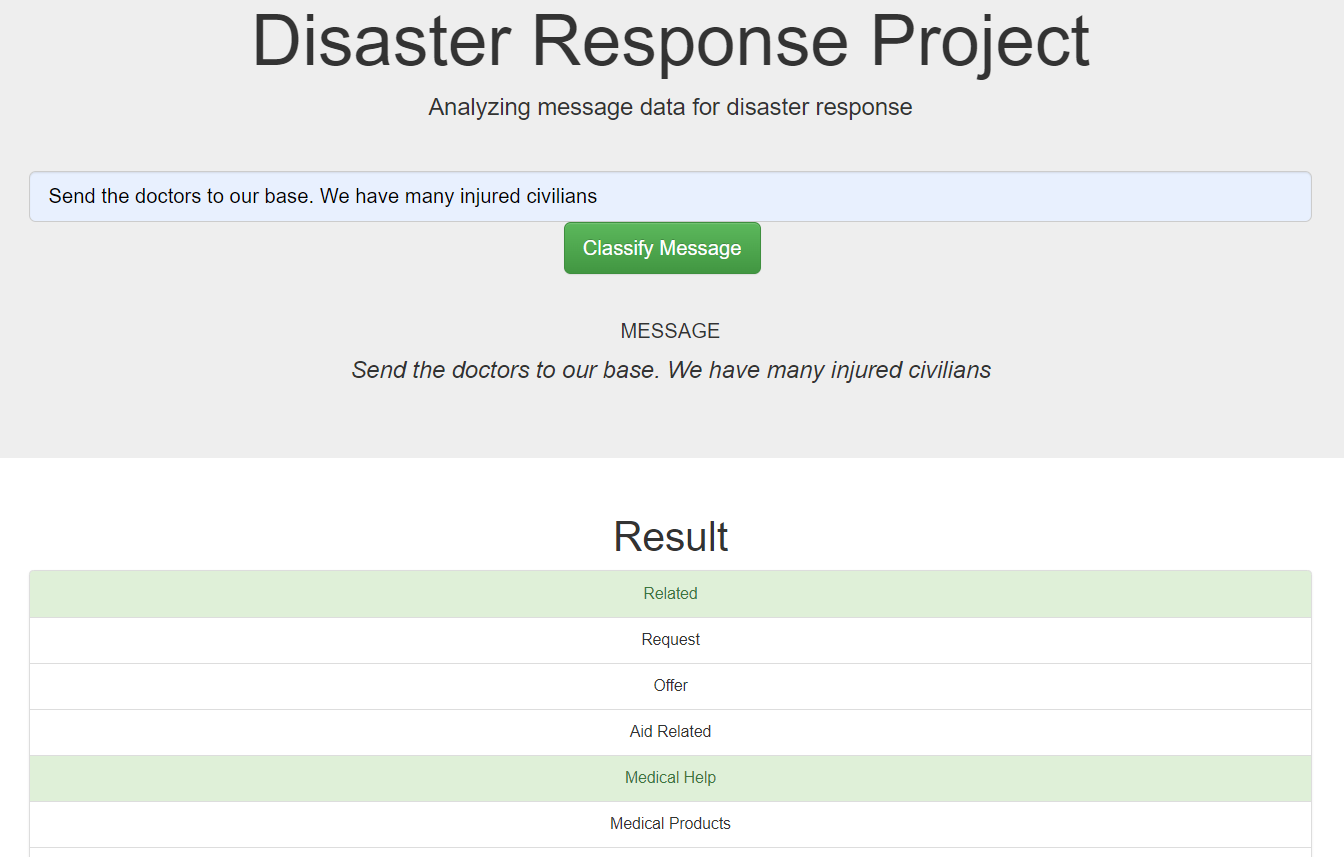 Disaster Response Project
Analyzing message data for disaster response
Send the doctors to our base. We have many injured civilians
Classify Message
MESSAGE
Send the doctors to our base. We have many injured civilians
Result
Related
Request
Offer
Aid Related
Medical Help
Medical Products